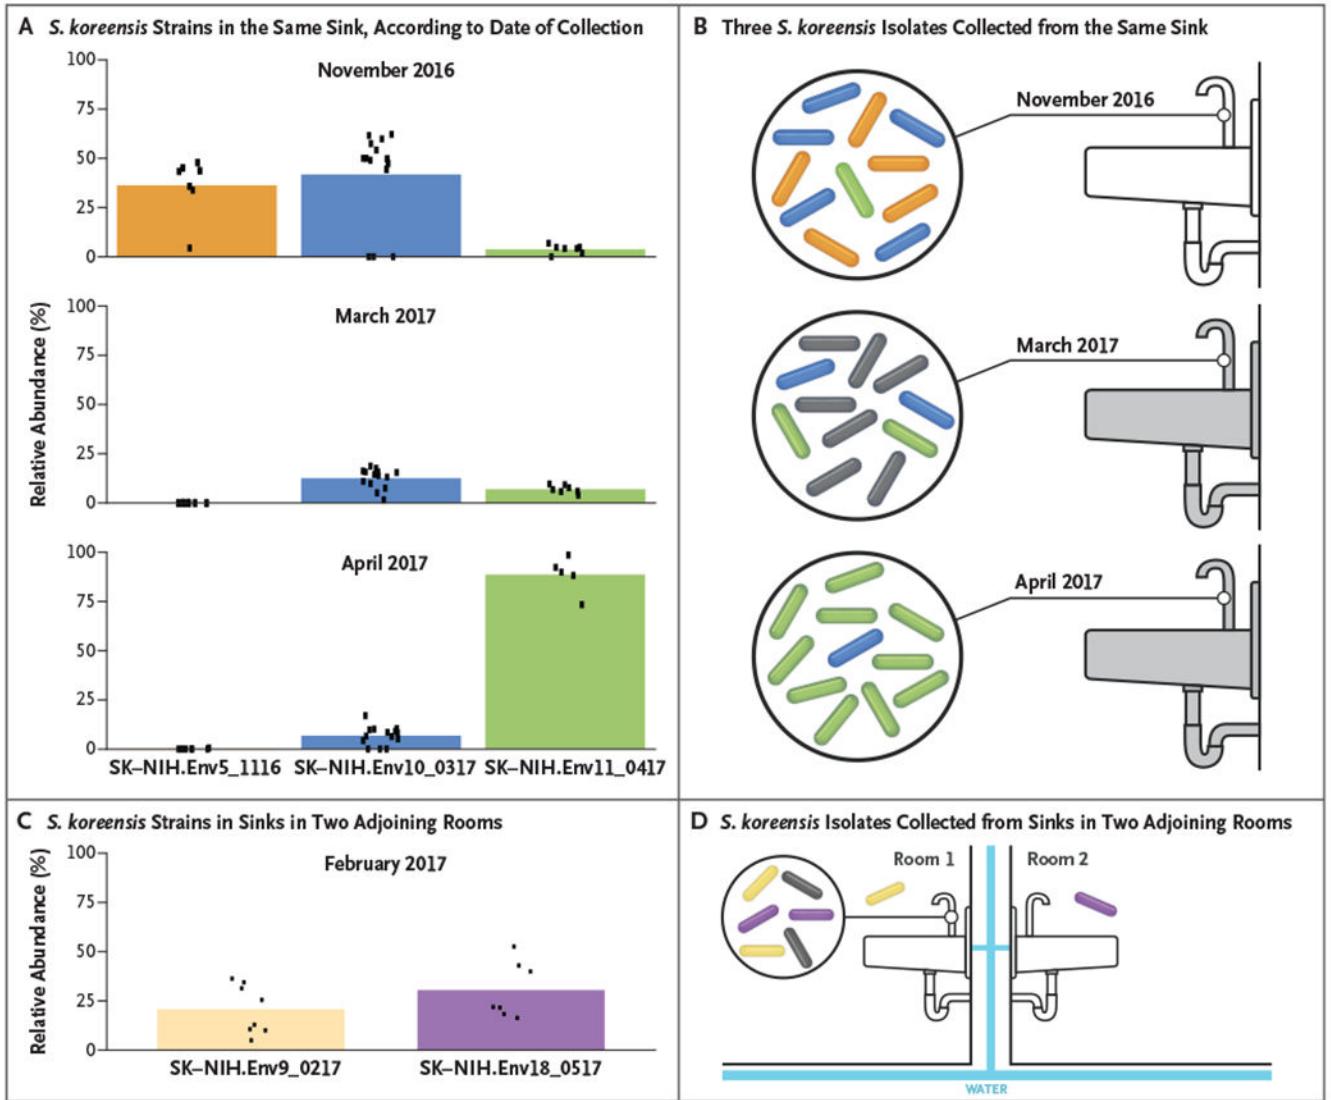 A S. koreensis Strains in the Same Sink, According to Date of Collection
100
75
50
25
0
November 2016
Relative Abundance (%)
100
75
50
25
0
March 2017
100
75
50
25
0
April 2017
SK–NIH.Env5_1116 SK–NIH.Env10_0317 SK–NIH.Env11_0417
B Three S. koreensis Isolates Collected from the Same Sink
November 2016
March 2017
April 2017
C S. koreensis Strains in Sinks in Two Adjoining Rooms
Relative Abundance (%)
100
75
50
25
0
February 2017
SK–NIH.Env9_0217 SK–NIH.Env18_0517
D S. koreensis Isolates Collected from Sinks in Two Adjoining Rooms
Room 1 Room 2
WATER